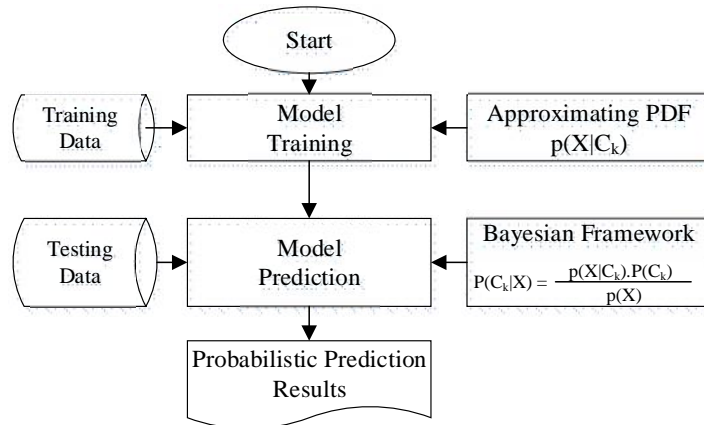 Start
Training
Data
Model
Training
Approximating PDF
p(X|Cₖ)
Testing
Data
Model
Prediction
Bayesian Framework
P(Cₖ|X) = p(X|Cₖ).P(Cₖ)
p(X)
Probabilistic Prediction
Results